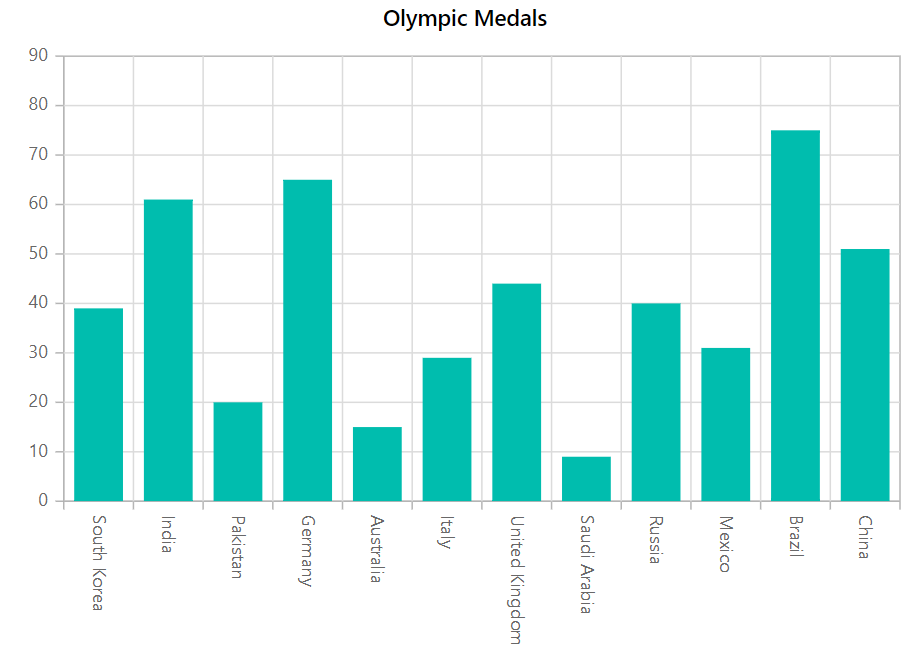 Olympic Medals
90
80
70
60
50
40
30
20
10
0
South Korea
India
Pakistan
Germany
Australia
Italy
United Kingdom
Saudi Arabia
Russia
Mexico
Brazil
China